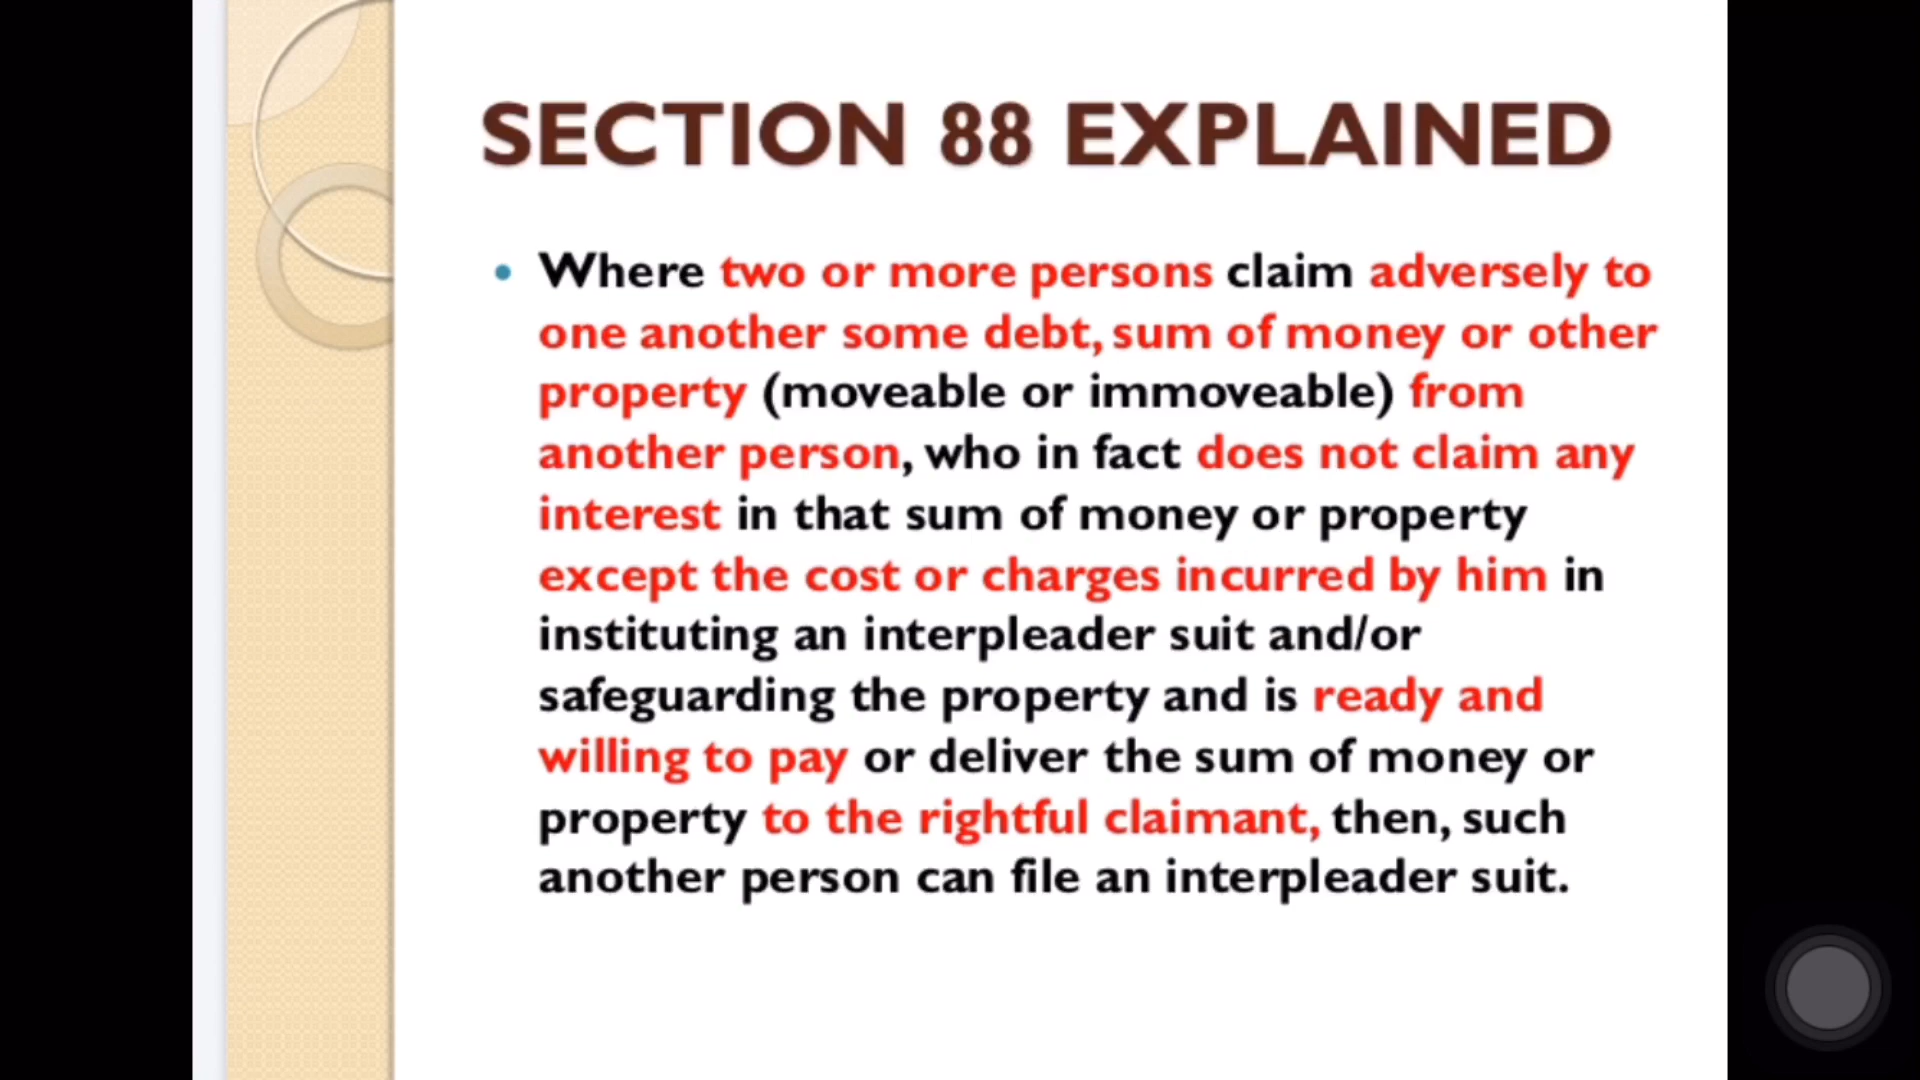 SECTION 88 EXPLAINED
• Where two or more persons claim adversely to
one another some debt, sum of money or other
property (moveable or immoveable) from
another person, who in fact does not claim any
interest in that sum of money or property
except the cost or charges incurred by him in
instituting an interpleader suit and/or
safeguarding the property and is ready and
willing to pay or deliver the sum of money or
property to the rightful claimant, then, such
another person can file an interpleader suit.